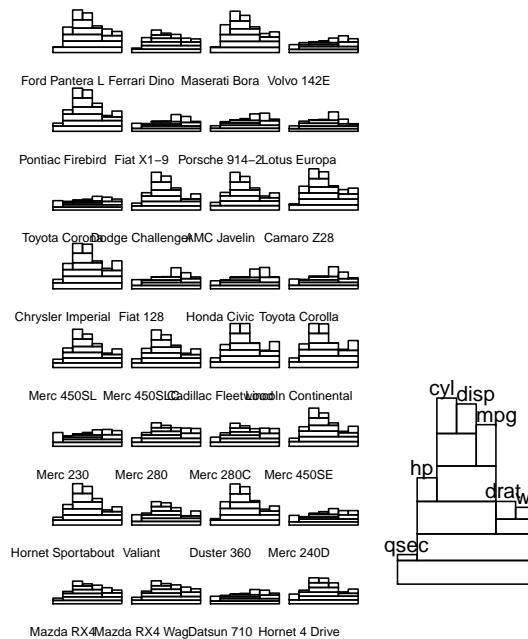 Ford Pantera L Ferrari Dino Maserati Bora Volvo 142E
Pontiac Firebird Fiat X1−9 Porsche 914−2 Lotus Europa
Toyota Corona Dodge Challenger AMC Javelin Camaro Z28
Chrysler Imperial Fiat 128 Honda Civic Toyota Corolla
Merc 450SL Merc 450SLC Cadillac Fleetwood Lincoln Continental
Merc 230 Merc 280 Merc 280C Merc 450SE
Hornet Sportabout Valiant Duster 360 Merc 240D
Mazda RX4 Mazda RX4 Wag Datsun 710 Hornet 4 Drive
cyl
disp
mpg
hp
drat
w
qsec